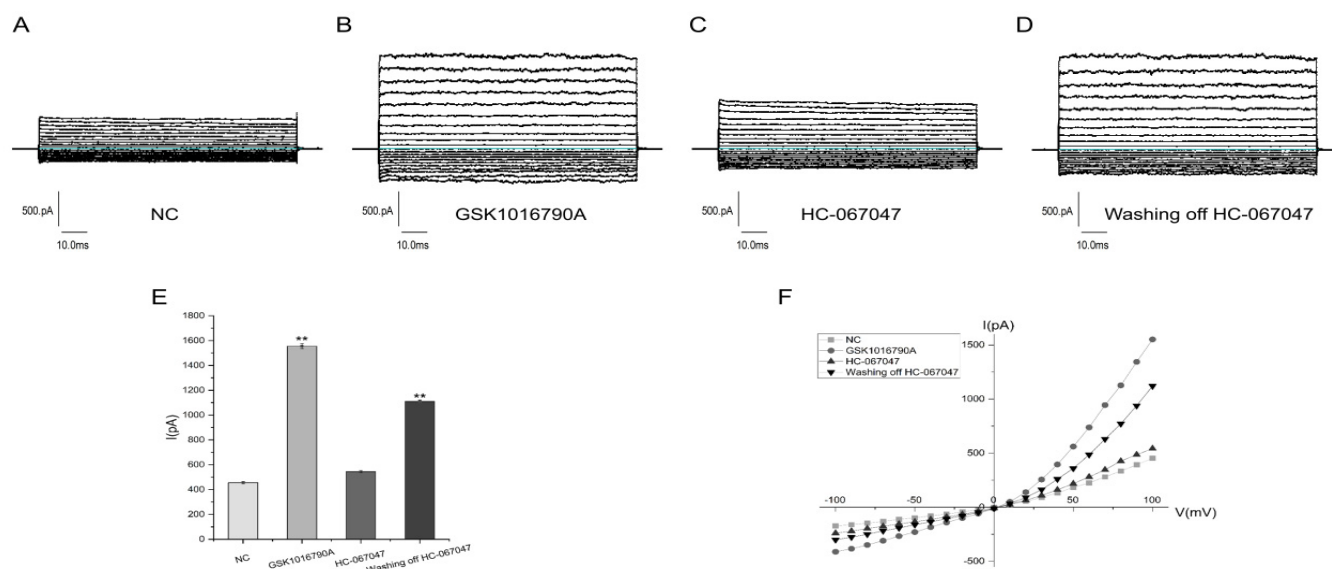 A
B
C
D
500.pA
10.0ms
NC
500.pA
10.0ms
GSK1016790A
500.pA
10.0ms
HC-067047
500.pA
10.0ms
Washing off HC-067047
E
1800
1600
1400
1200
1000
800
600
400
200
0
I(pA)
**
**
NC
GSK1016790A
HC-067047
Washing off HC-067047
F
I(pA)
NC
GSK1016790A
HC-067047
Washing off HC-067047
1500
1000
500
0
-500
-100
-50
0
50
100
V(mV)